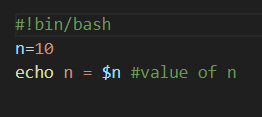 #!bin/bash
n=10
echo n = $n #value of n